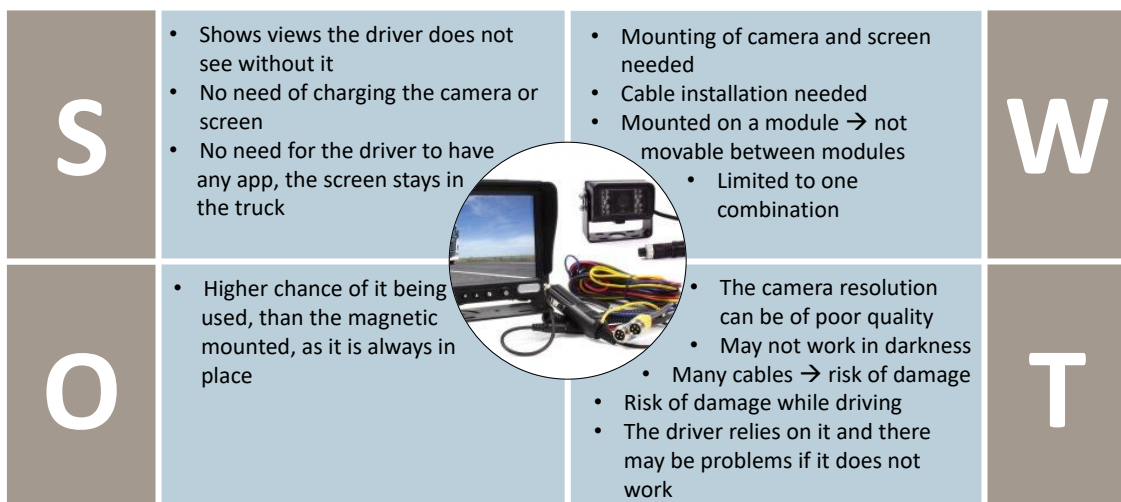 S
• Shows views the driver does not
see without it
• No need of charging the camera or
screen
• No need for the driver to have
any app, the screen stays in
the truck
• Mounting of camera and screen
needed
• Cable installation needed
• Mounted on a module → not
movable between modules
• Limited to one
combination
W
O
• Higher chance of it being
used, than the magnetic
mounted, as it is always in
place
• The camera resolution
can be of poor quality
• May not work in darkness
• Many cables → risk of damage
• Risk of damage while driving
• The driver relies on it and there
may be problems if it does not
work
T